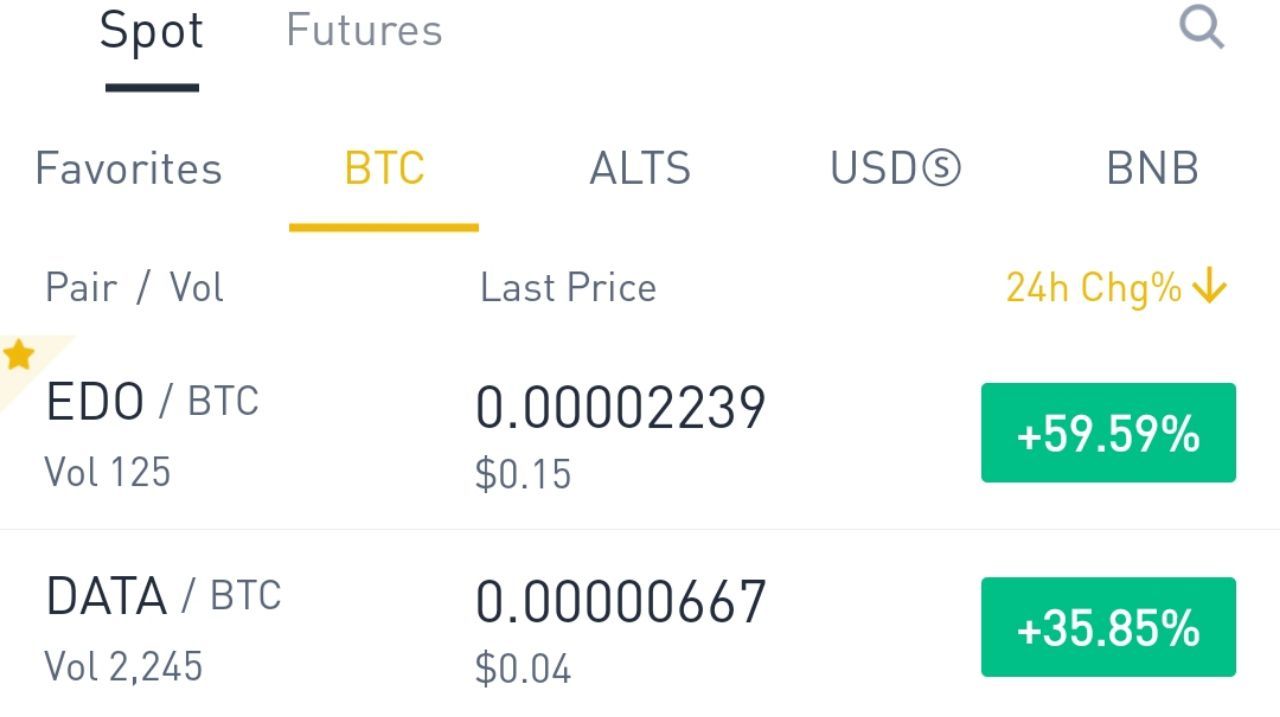 Spot Futures
Favorites BTC ALTS USDⓈ BNB
Pair / Vol Last Price 24h Chg%↓
EDO / BTC 0.00002239 +59.59%
Vol 125 $0.15
DATA / BTC 0.00000667 +35.85%
Vol 2,245 $0.04